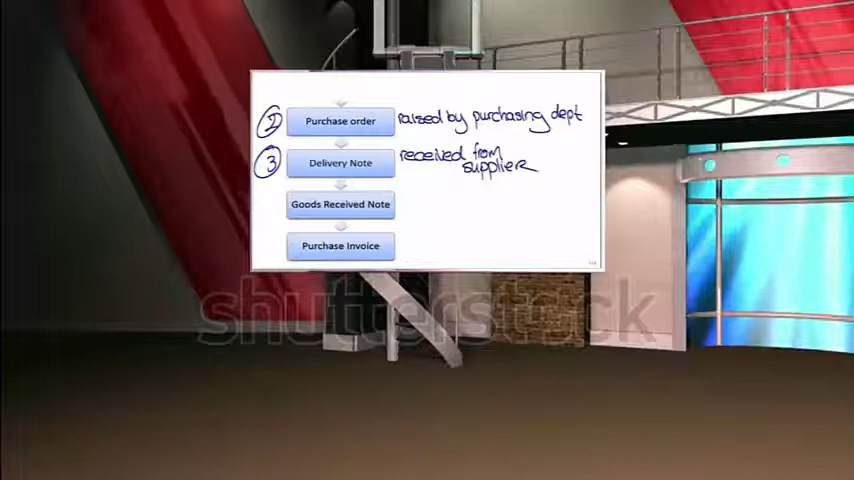 2 Purchase order raised by purchasing dept
3 Delivery Note received from
supplier
Goods Received Note
Purchase Invoice
shutterstock